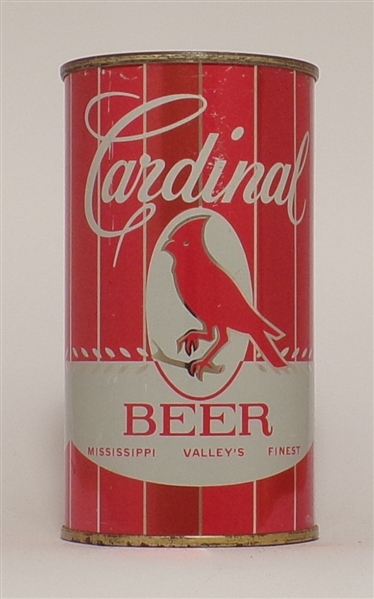 Cardinal
BEER
MISSISSIPPI VALLEY'S FINEST